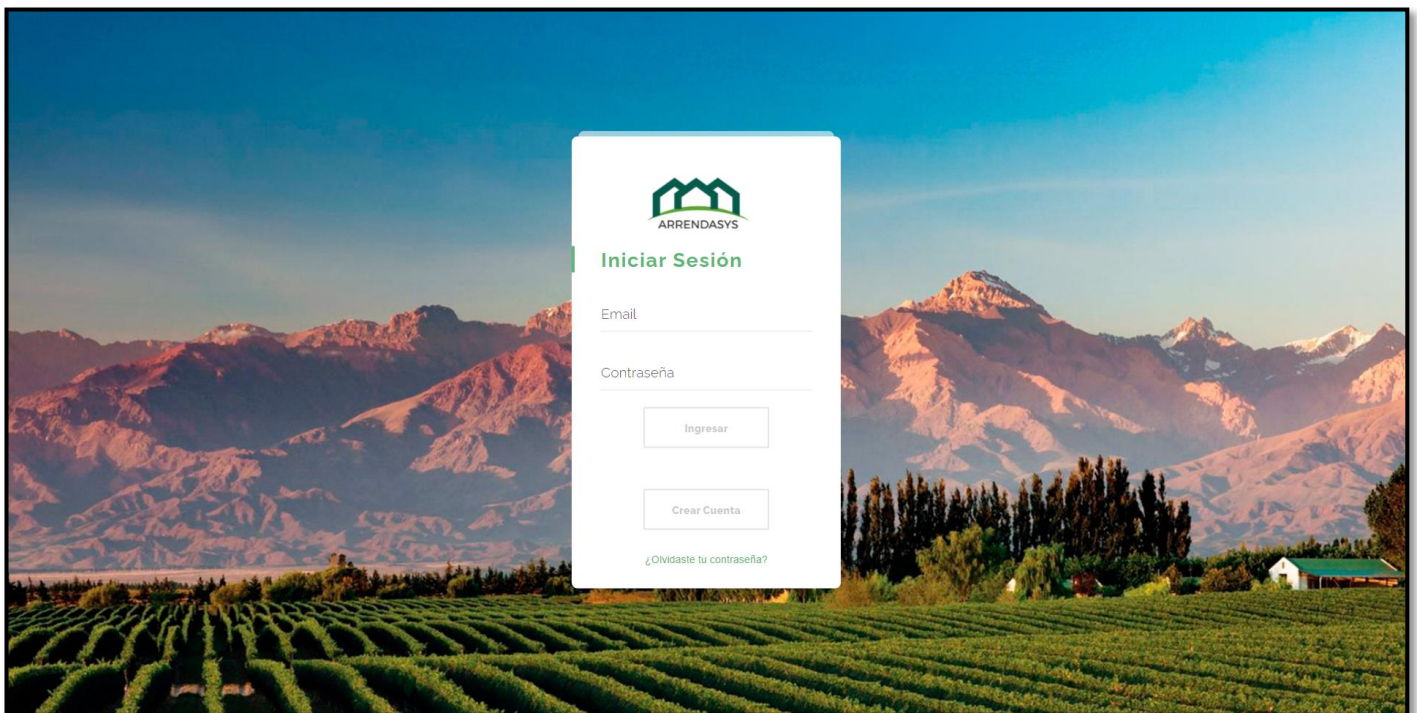 ARRENDASYS
Iniciar Sesión
Email
Contraseña
Ingresar
Crear Cuenta
¿Olvidaste tu contraseña?